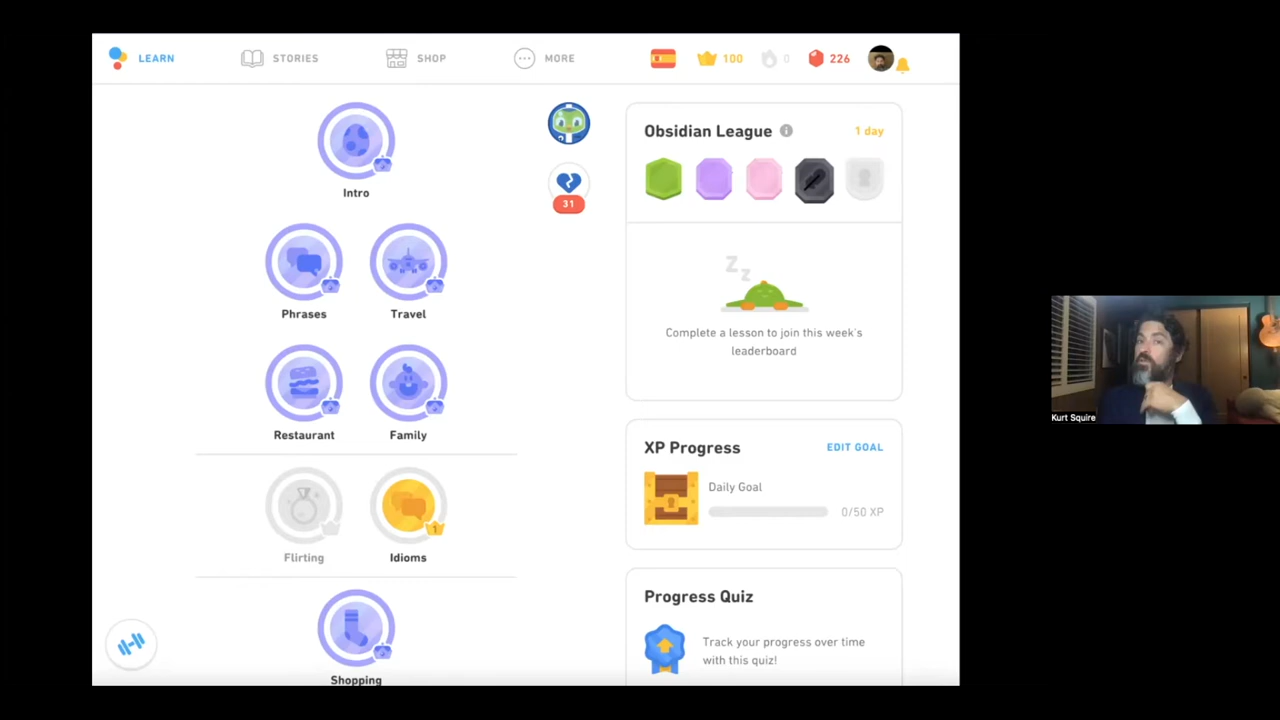 LEARN
STORIES
SHOP
MORE
100
0
226
Intro
31
Phrases
Travel
Restaurant
Family
Flirting
1
Idioms
Shopping
Obsidian League
1 day
Z
z
Complete a lesson to join this week's
leaderboard
XP Progress
EDIT GOAL
Daily Goal
0/50 XP
Progress Quiz
Track your progress over time
with this quiz!
Kurt Squire